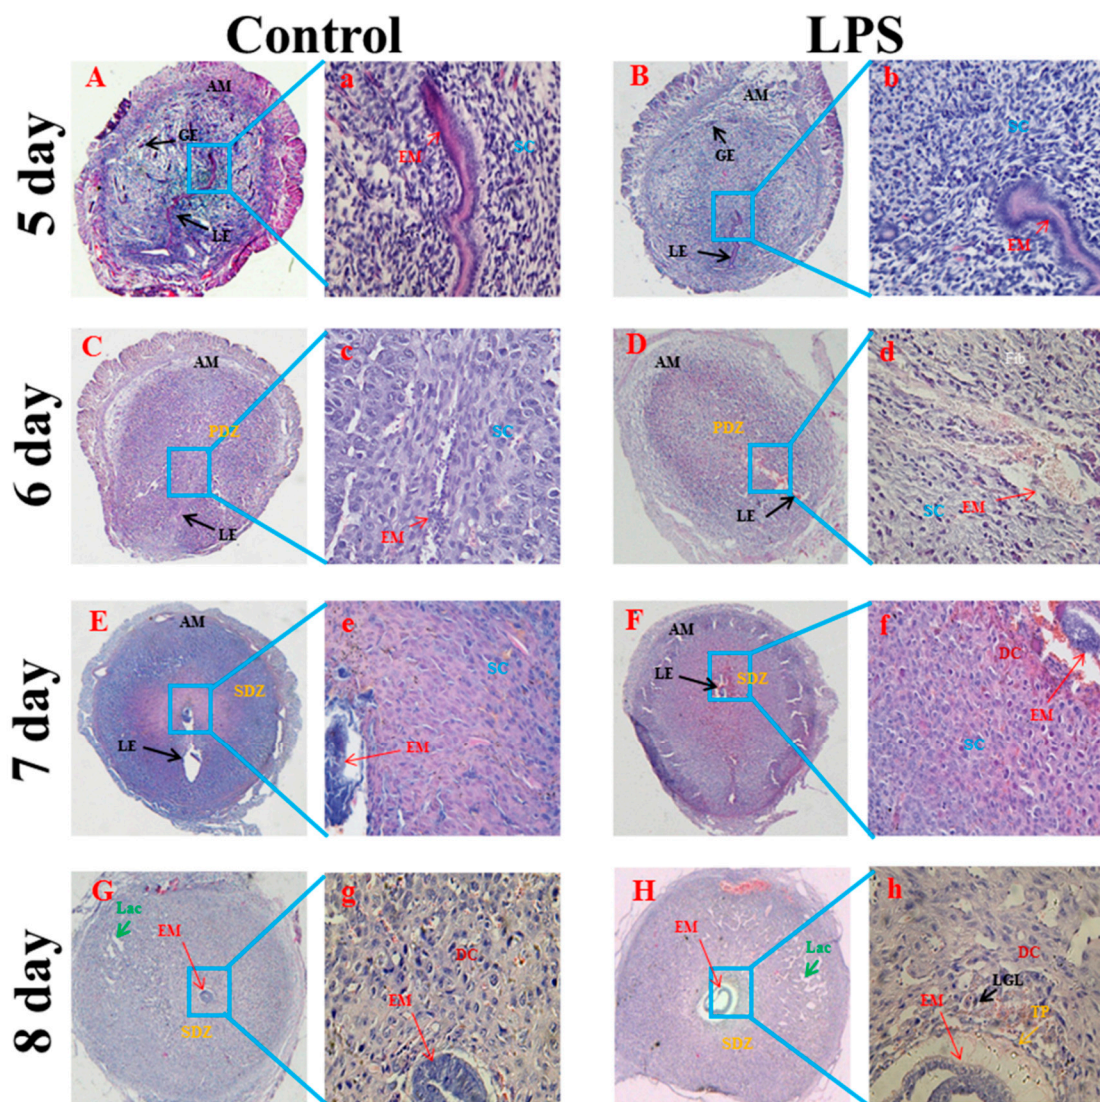 Control LPS
5 day
A AM GE LE
a EM SC
B AM GE LE
b SC EM
6 day
C AM PDZ LE
c SC EM
D AM PDZ LE
d Fib SC EM
7 day
E AM SDZ LE
e SC EM
F AM LE SDZ
f DC EM SC
8 day
G Lac EM SDZ
g DC EM
H EM Lac SDZ
h DC LGL EM TP